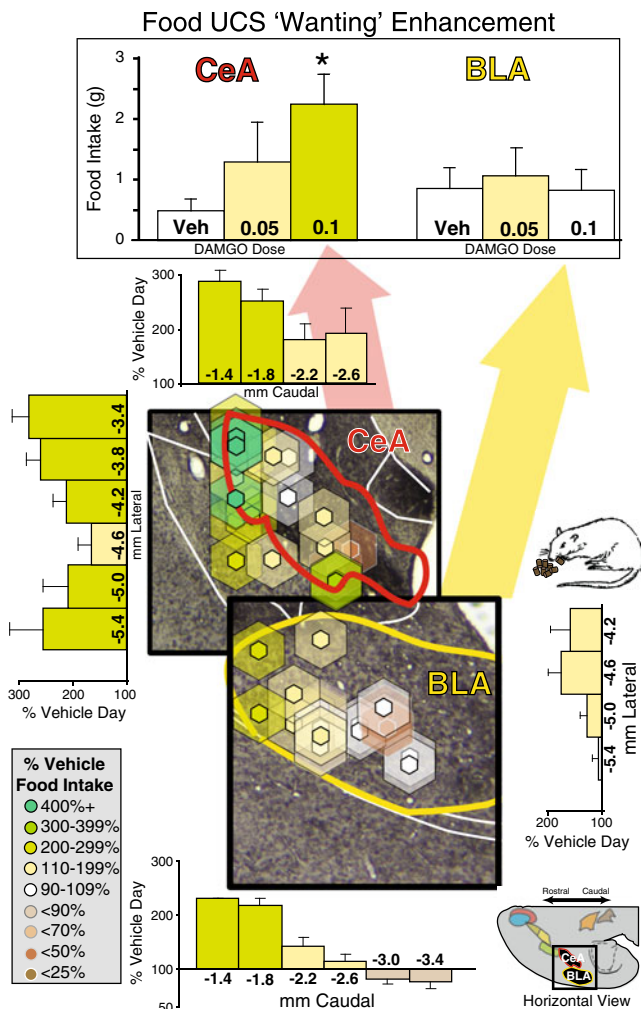 Food UCS 'Wanting' Enhancement
CeA
*
BLA
Food Intake (g)
3
2
1
0
Veh 0.05 0.1
DAMGO Dose
Veh 0.05 0.1
DAMGO Dose
% Vehicle Day
300
200
100
-1.4 -1.8 -2.2 -2.6
mm Caudal
-3.4
-3.8
-4.2
-4.6
-5.0
-5.4
mm Lateral
300 200 100
% Vehicle Day
CeA
BLA
-4.2
-4.6
-5.0
-5.4
mm Lateral
200 100
% Vehicle Day
% Vehicle
Food Intake
400%+
300-399%
200-299%
110-199%
90-109%
<90%
<70%
<50%
<25%
% Vehicle Day
300
200
100
50
-1.4 -1.8 -2.2 -2.6 -3.0 -3.4
mm Caudal
Rostral Caudal
CeA
BLA
Horizontal View